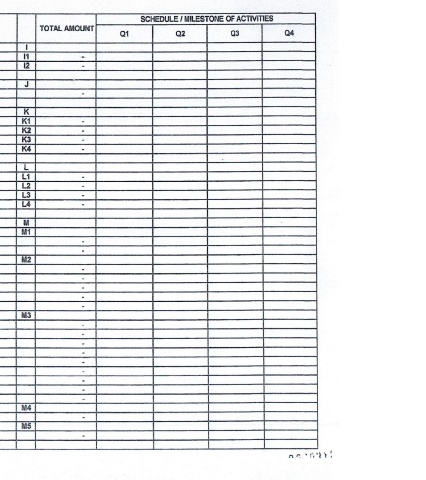 SCHEDULE / MILESTONE OF ACTIVITIES
TOTAL AMOUNT
Q1 Q2 Q3 Q4
I
I1 -
I2 -
J
-
K
K1 -
K2 -
K3 -
K4 -
L
L1 -
L2 -
L3 -
L4 -
M
M1
-
-
M2
-
-
-
-
-
M3
-
-
-
-
-
-
-
-
-
M4
-
M5
-